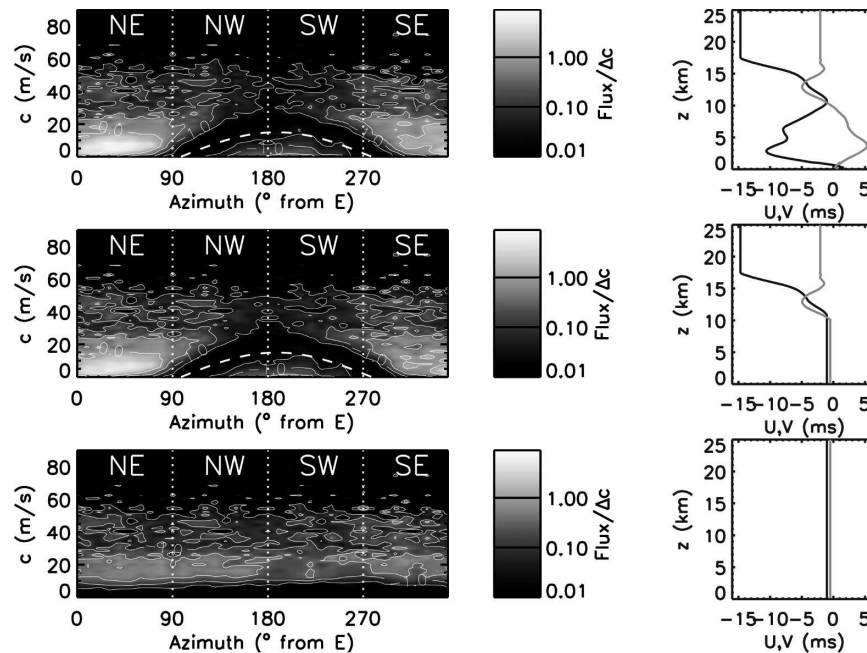 NE NW SW SE
80
60
40
20
0
c (m/s)
0 90 180 270
Azimuth (° from E)
1.00
0.10
0.01
Flux/Δc
25
20
15
10
5
0
z (km)
−15−10−5 0 5
U,V (ms)
NE NW SW SE
80
60
40
20
0
c (m/s)
0 90 180 270
Azimuth (° from E)
1.00
0.10
0.01
Flux/Δc
25
20
15
10
5
0
z (km)
−15−10−5 0 5
U,V (ms)
NE NW SW SE
80
60
40
20
0
c (m/s)
0 90 180 270
Azimuth (° from E)
1.00
0.10
0.01
Flux/Δc
25
20
15
10
5
0
z (km)
−15−10−5 0 5
U,V (ms)